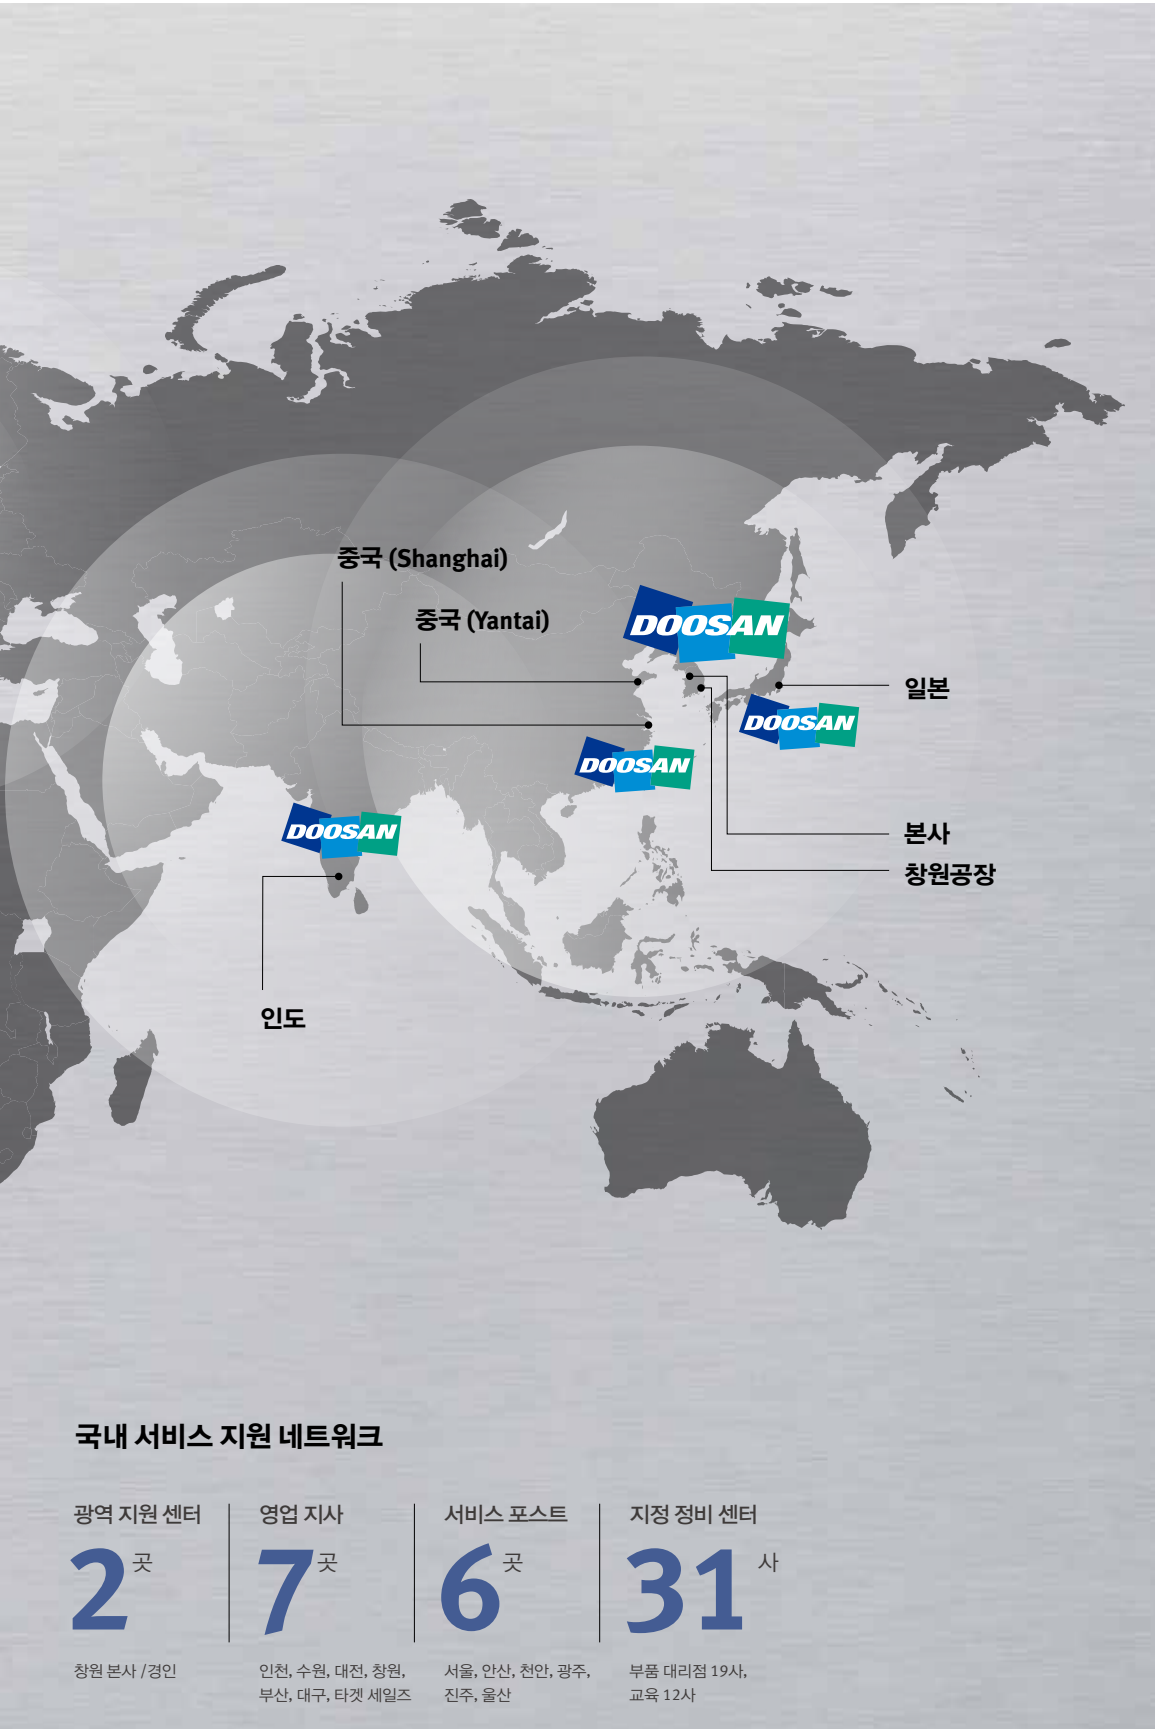 중국 (Shanghai)
중국 (Yantai)
DOOSAN
일본
DOOSAN
DOOSAN
DOOSAN
본사
창원공장
인도
국내 서비스 지원 네트워크
광역 지원 센터
2곳
창원 본사 /경인
영업 지사
7곳
인천, 수원, 대전, 창원,
부산, 대구, 타겟 세일즈
서비스 포스트
6곳
서울, 안산, 천안, 광주,
진주, 울산
지정 정비 센터
31 사
부품 대리점 19사,
교육 12사